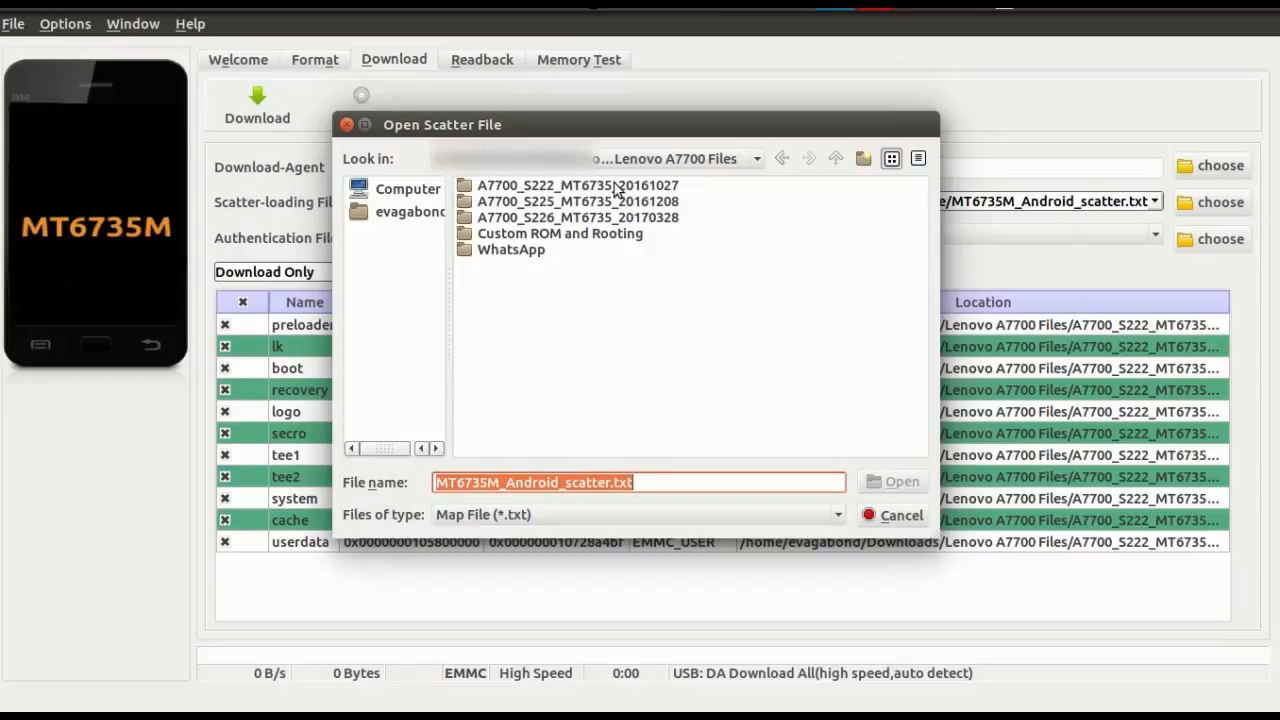 File Options Window Help
Welcome Format Download Readback Memory Test
Download
Open Scatter File
Look in: o...Lenovo A7700 Files
Download-Agent choose
Computer A7700_S222_MT6735_20161027
Scatter-loading Fil e/MT6735M_Android_scatter.txt choose
evagabond A7700_S225_MT6735_20161208
A7700_S226_MT6735_20170328
MT6735M
Authentication File Custom ROM and Rooting choose
WhatsApp
Download Only
Name Location
preloader /Lenovo A7700 Files/A7700_S222_MT6735...
lk /Lenovo A7700 Files/A7700_S222_MT6735...
boot /Lenovo A7700 Files/A7700_S222_MT6735...
recovery /Lenovo A7700 Files/A7700_S222_MT6735...
logo /Lenovo A7700 Files/A7700_S222_MT6735...
secro /Lenovo A7700 Files/A7700_S222_MT6735...
tee1 /Lenovo A7700 Files/A7700_S222_MT6735...
tee2 /Lenovo A7700 Files/A7700_S222_MT6735...
File name: MT6735M_Android_scatter.txt Open
system /Lenovo A7700 Files/A7700_S222_MT6735...
Files of type: Map File (*.txt) Cancel
cache /Lenovo A7700 Files/A7700_S222_MT6735...
userdata 0x0000000105800000 0x000000010728a4bf EMMC_USER /home/evagabond/Downloads/Lenovo A7700 Files/A7700_S222_MT6735...
0 B/s 0 Bytes EMMC High Speed 0:00 USB: DA Download All(high speed,auto detect)